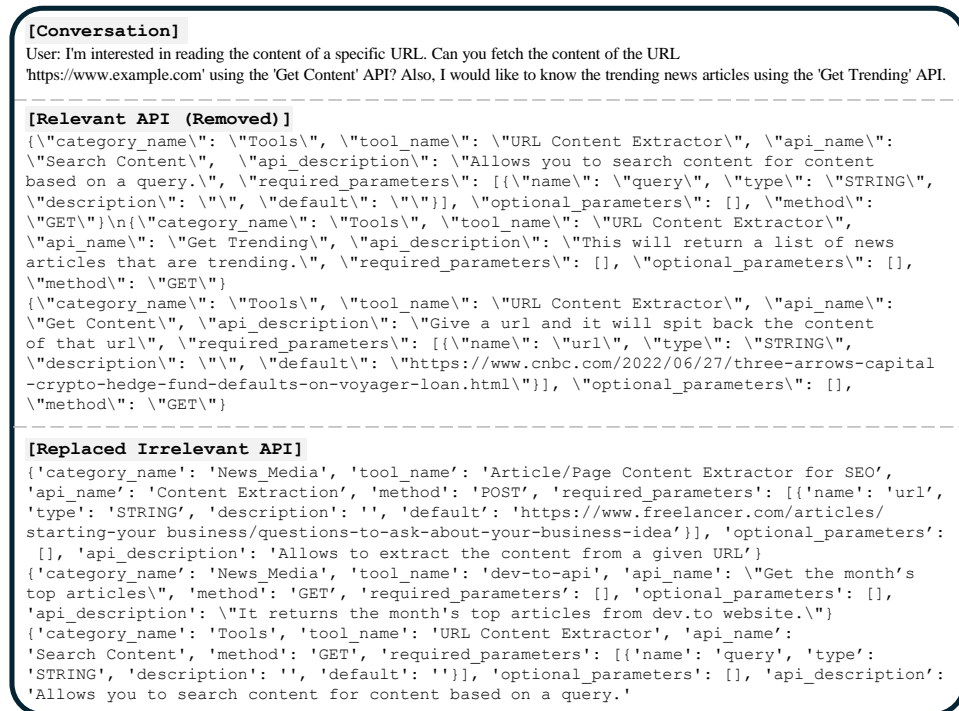 [Conversation]
User: I'm interested in reading the content of a specific URL. Can you fetch the content of the URL
'https://www.example.com' using the 'Get Content' API? Also, I would like to know the trending news articles using the 'Get Trending' API.
[Relevant API (Removed)]
{\"category_name\": \"Tools\", \"tool_name\": \"URL Content Extractor\", \"api_name\":
\"Search Content\",  \"api_description\": \"Allows you to search content for content
based on a query.\", \"required_parameters\": [{\"name\": \"query\", \"type\": \"STRING\",
\"description\": \"\", \"default\": \"\"}], \"optional_parameters\": [], \"method\":
\"GET\"}\n{\"category_name\": \"Tools\", \"tool_name\": \"URL Content Extractor\",
\"api_name\": \"Get Trending\", \"api_description\": \"This will return a list of news
articles that are trending.\", \"required_parameters\": [], \"optional_parameters\": [],
\"method\": \"GET\"}
{\"category_name\": \"Tools\", \"tool_name\": \"URL Content Extractor\", \"api_name\":
\"Get Content\", \"api_description\": \"Give a url and it will spit back the content
of that url\", \"required_parameters\": [{\"name\": \"url\", \"type\": \"STRING\",
\"description\": \"\", \"default\": \"https://www.cnbc.com/2022/06/27/three-arrows-capital
-crypto-hedge-fund-defaults-on-voyager-loan.html\"}], \"optional_parameters\": [],
\"method\": \"GET\"}
[Replaced Irrelevant API]
{'category_name': 'News_Media', 'tool_name’: 'Article/Page Content Extractor for SEO’,
'api_name’: 'Content Extraction’, 'method': 'POST’, 'required_parameters': [{'name': 'url’,
'type’: 'STRING’, 'description': '', 'default': 'https://www.freelancer.com/articles/
starting-your business/questions-to-ask-about-your-business-idea’}], 'optional_parameters’:
 [], 'api_description': 'Allows to extract the content from a given URL’}
{'category_name’: 'News_Media', 'tool_name': 'dev-to-api', 'api_name': \"Get the month’s
top articles\", 'method': 'GET’, 'required_parameters’: [], 'optional_parameters': [],
'api_description': \"It returns the month's top articles from dev.to website.\"}
{'category_name': 'Tools', 'tool_name': 'URL Content Extractor', 'api_name’:
'Search Content', 'method': 'GET', 'required_parameters': [{'name': 'query', 'type’:
'STRING', 'description': '', 'default': ''}], 'optional_parameters': [], 'api_description’:
'Allows you to search content for content based on a query.'